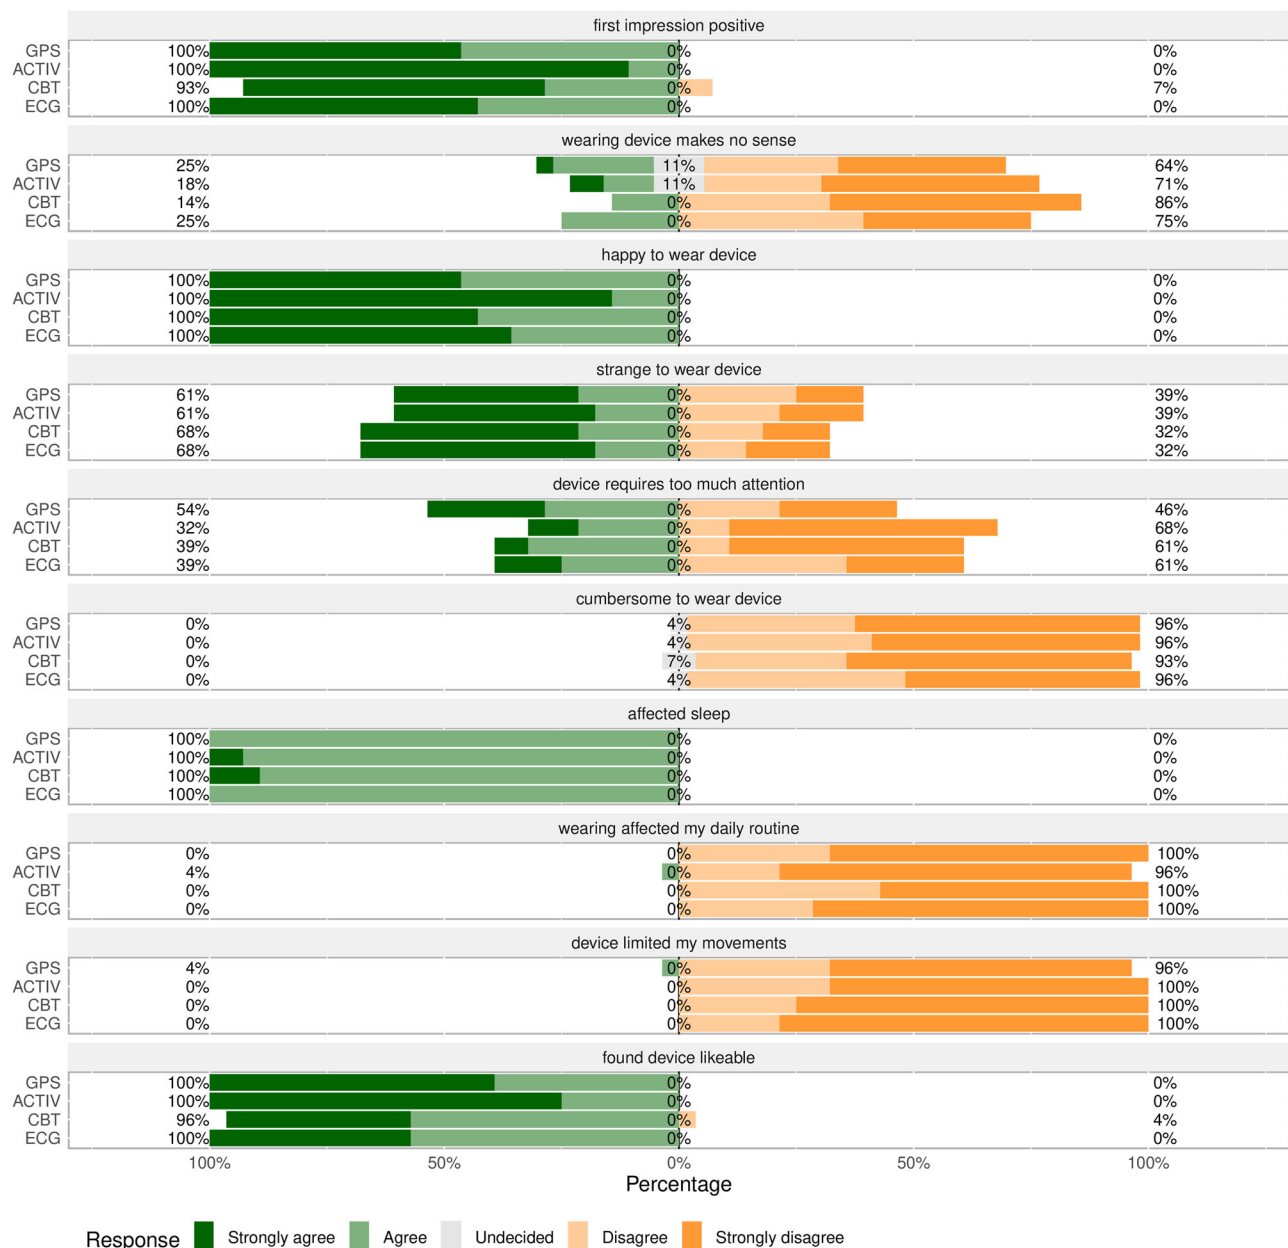 first impression positive
GPS 100% 0% 0%
ACTIV 100% 0% 0%
CBT 93% 0% 7%
ECG 100% 0% 0%
wearing device makes no sense
GPS 25% 11% 64%
ACTIV 18% 11% 71%
CBT 14% 0% 86%
ECG 25% 0% 75%
happy to wear device
GPS 100% 0% 0%
ACTIV 100% 0% 0%
CBT 100% 0% 0%
ECG 100% 0% 0%
strange to wear device
GPS 61% 0% 39%
ACTIV 61% 0% 39%
CBT 68% 0% 32%
ECG 68% 0% 32%
device requires too much attention
GPS 54% 0% 46%
ACTIV 32% 0% 68%
CBT 39% 0% 61%
ECG 39% 0% 61%
cumbersome to wear device
GPS 0% 4% 96%
ACTIV 0% 4% 96%
CBT 0% 7% 93%
ECG 0% 4% 96%
affected sleep
GPS 100% 0% 0%
ACTIV 100% 0% 0%
CBT 100% 0% 0%
ECG 100% 0% 0%
wearing affected my daily routine
GPS 0% 0% 100%
ACTIV 4% 0% 96%
CBT 0% 0% 100%
ECG 0% 0% 100%
device limited my movements
GPS 4% 0% 96%
ACTIV 0% 0% 100%
CBT 0% 0% 100%
ECG 0% 0% 100%
found device likeable
GPS 100% 0% 0%
ACTIV 100% 0% 0%
CBT 96% 0% 4%
ECG 100% 0% 0%
100% 50% 0% 50% 100%
Percentage
Response Strongly agree Agree Undecided Disagree Strongly disagree